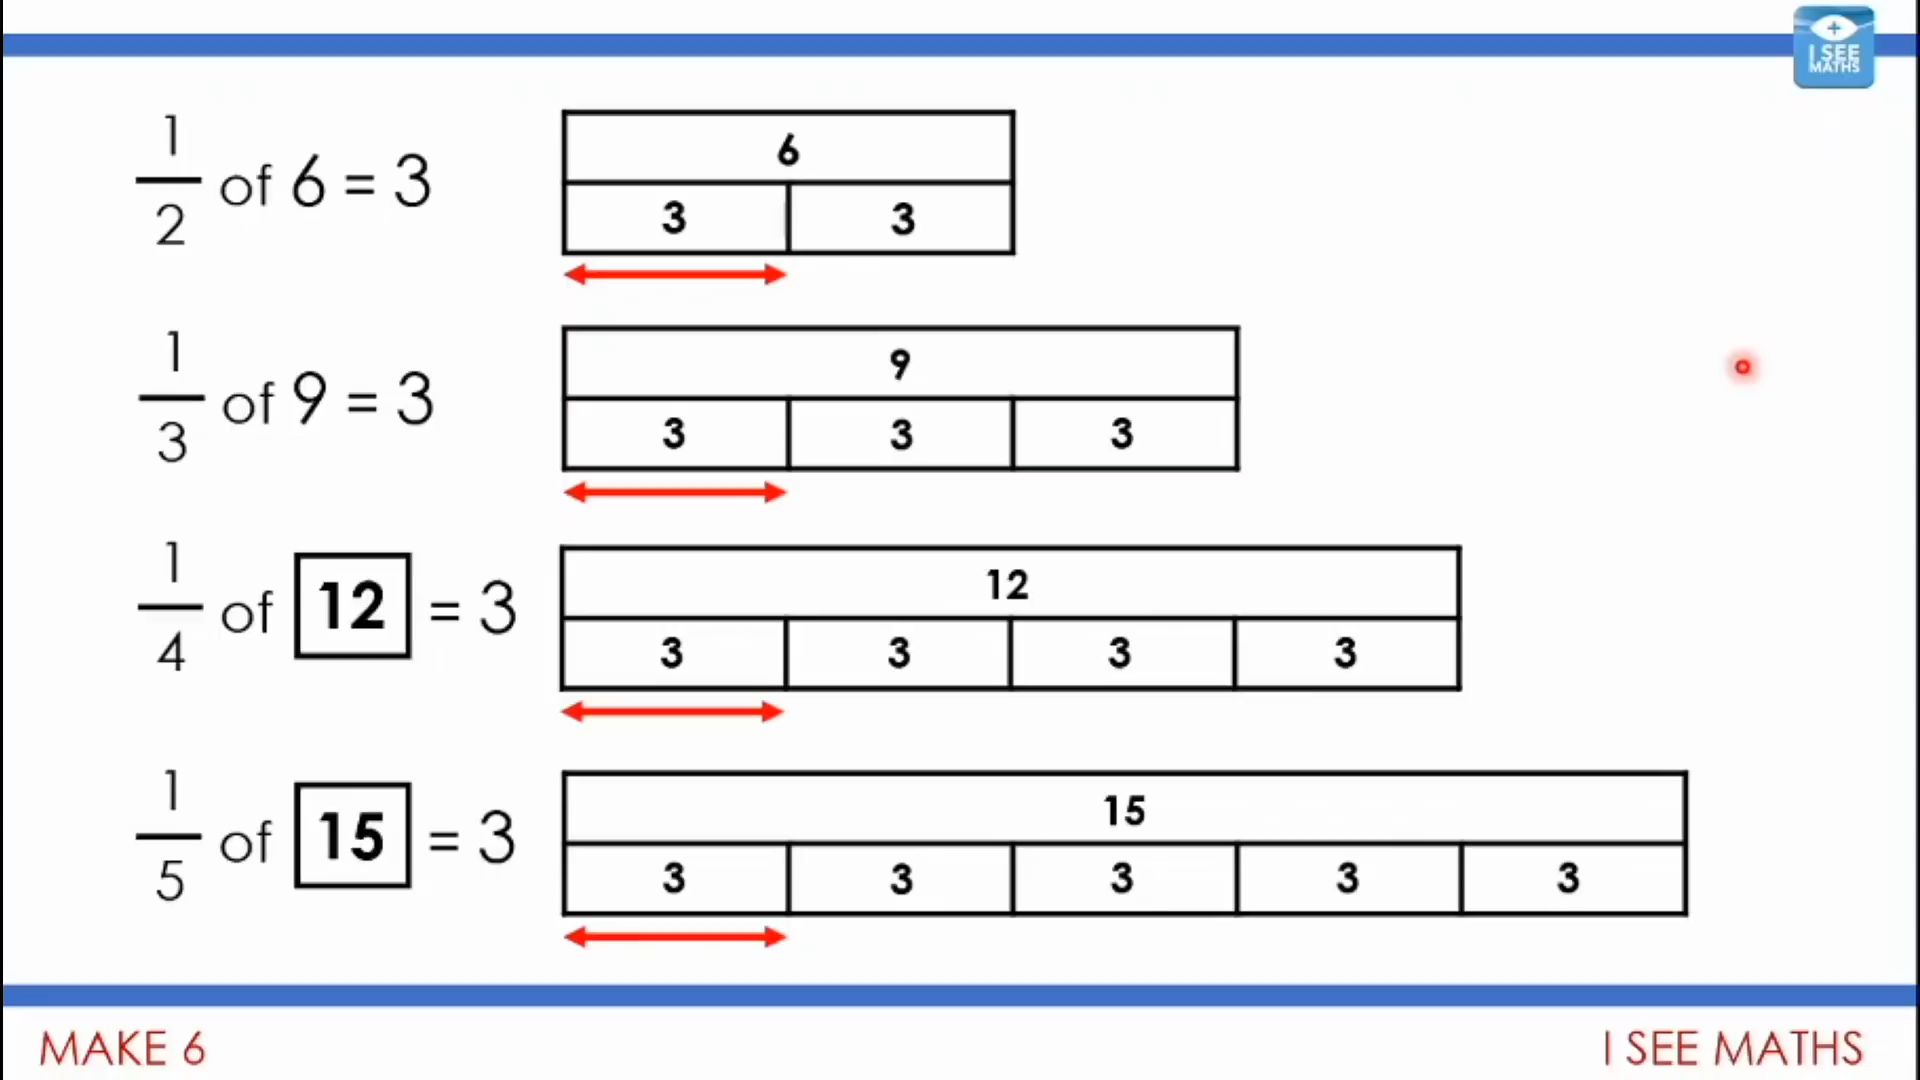 I SEE
MATHS
1/2 of 6 = 3
6
3 3
1/3 of 9 = 3
9
3 3 3
1/4 of 12 = 3
12
3 3 3 3
1/5 of 15 = 3
15
3 3 3 3 3
MAKE 6
I SEE MATHS